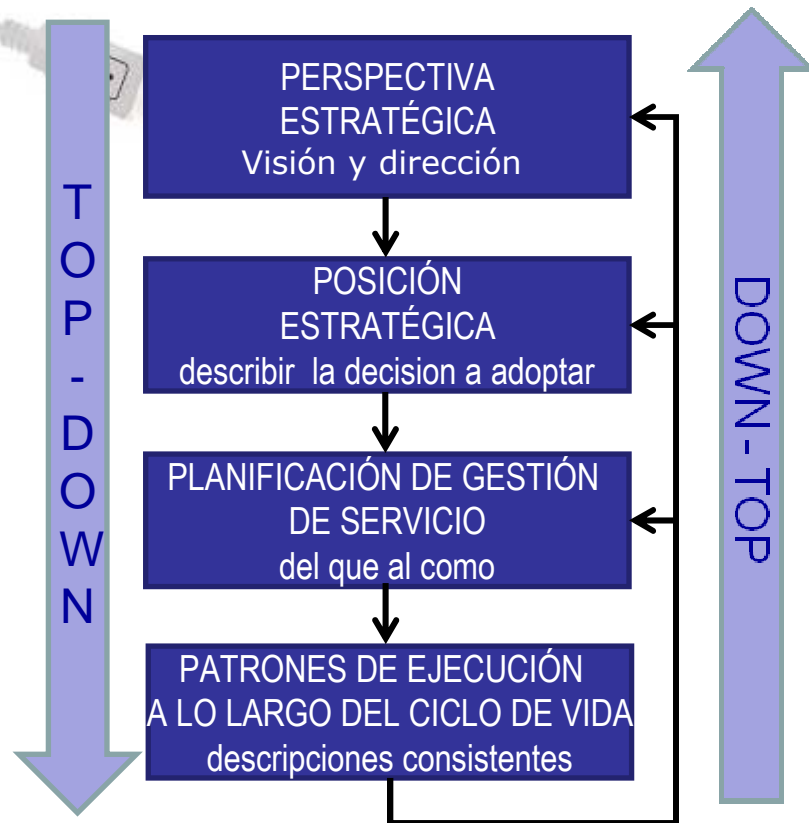 TOP-DOWN
PERSPECTIVA
ESTRATÉGICA
Visión y dirección
POSICIÓN
ESTRATÉGICA
describir la decision a adoptar
PLANIFICACIÓN DE GESTIÓN
DE SERVICIO
del que al como
PATRONES DE EJECUCIÓN
A LO LARGO DEL CICLO DE VIDA
descripciones consistentes
DOWN- TOP